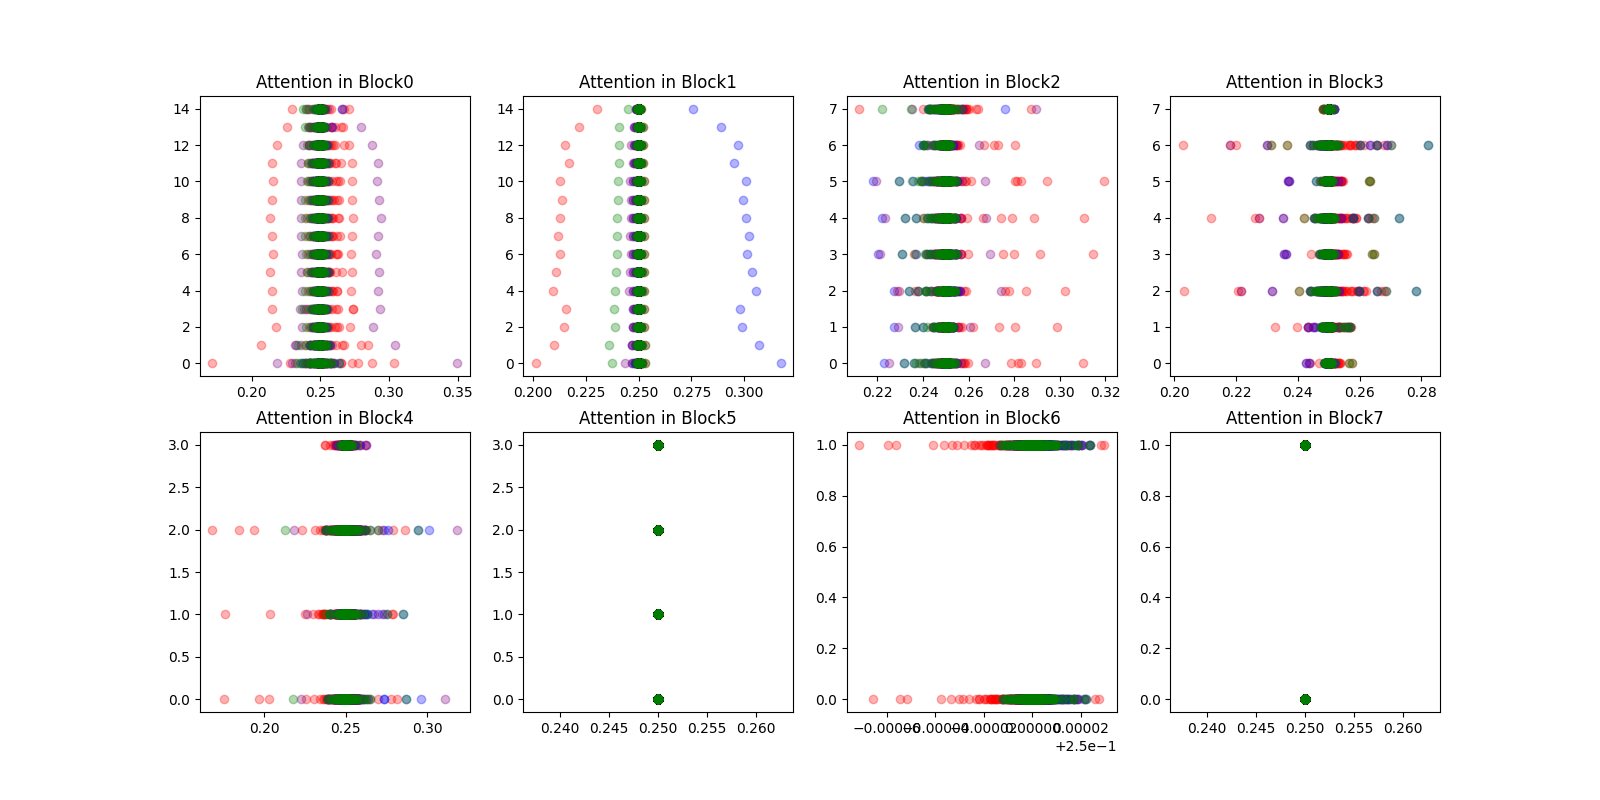 Attention in Block0 Attention in Block1 Attention in Block2 Attention in Block3
14 14 7 7
12 12 6 6
10 10 5 5
8 8 4 4
6 6 3 3
4 4 2 2
2 2 1 1
0 0 0 0
0.20 0.25 0.30 0.35 0.200 0.225 0.250 0.275 0.300 0.22 0.24 0.26 0.28 0.30 0.32 0.20 0.22 0.24 0.26 0.28
Attention in Block4 Attention in Block5 Attention in Block6 Attention in Block7
3.0 3.0 1.0 1.0
2.5 2.5 0.8 0.8
2.0 2.0 0.6 0.6
1.5 1.5 0.4 0.4
1.0 1.0 0.2 0.2
0.5 0.5 0.0 0.0
0.0 0.0
0.20 0.25 0.30 0.240 0.245 0.250 0.255 0.260 0.00002 0.240 0.245 0.250 0.255 0.260
+2.5e−1